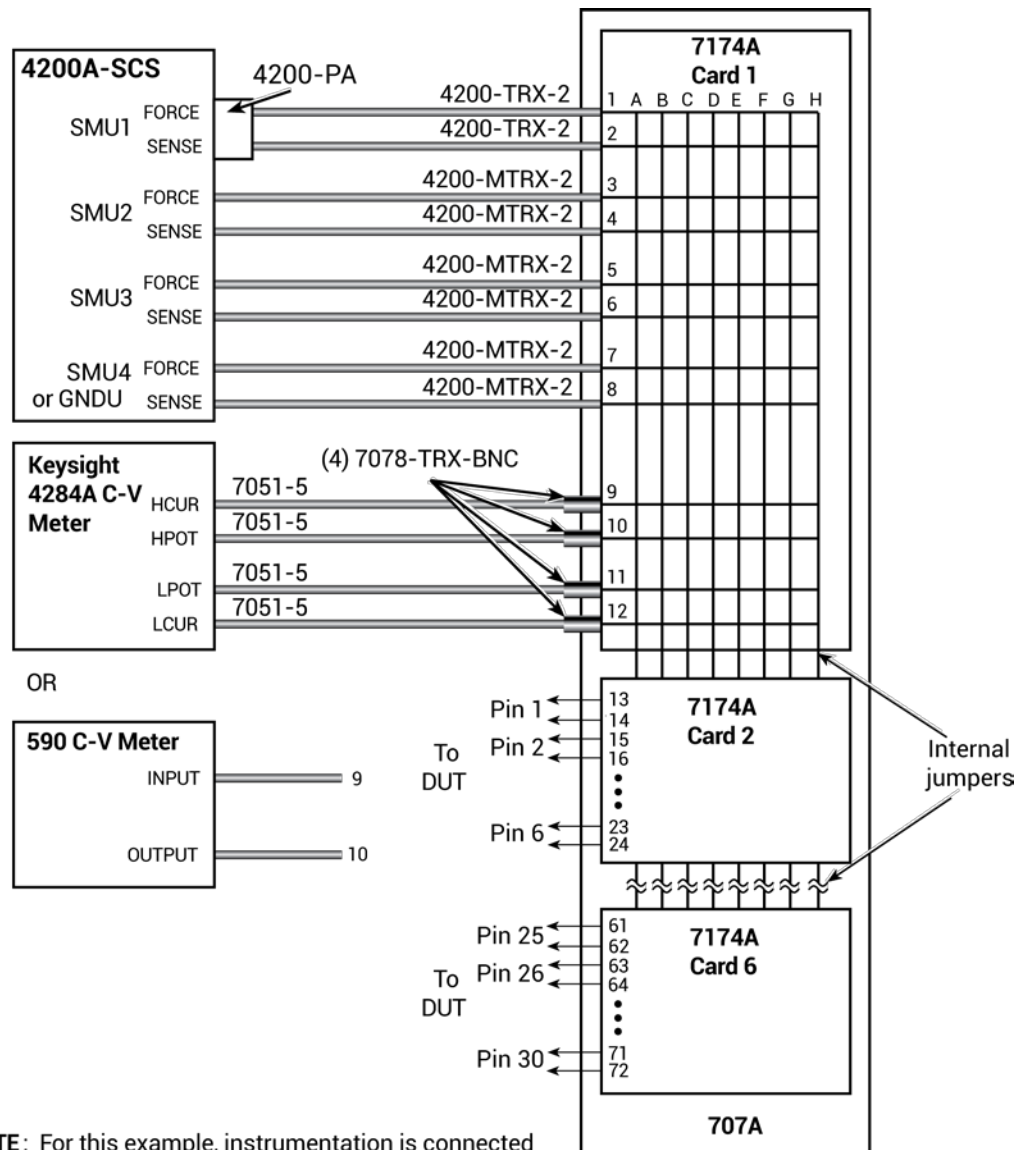 4200A-SCS
4200-PA
SMU1
FORCE
SENSE
SMU2
FORCE
SENSE
SMU3
FORCE
SENSE
SMU4
or GNDU
FORCE
SENSE
4200-TRX-2
4200-TRX-2
4200-MTRX-2
4200-MTRX-2
4200-MTRX-2
4200-MTRX-2
4200-MTRX-2
4200-MTRX-2
7174A
Card 1
A B C D E F G H
1
2
3
4
5
6
7
8
9
10
11
12
Keysight
4284A C-V
Meter
HCUR
HPOT
LPOT
LCUR
7051-5
7051-5
7051-5
7051-5
(4) 7078-TRX-BNC
OR
590 C-V Meter
INPUT
9
OUTPUT
10
To
DUT
Pin 1
Pin 2
Pin 6
13
14
15
16
23
24
7174A
Card 2
Internal
jumpers
To
DUT
Pin 25
Pin 26
Pin 30
61
62
63
64
71
72
7174A
Card 6
707A
TE: For this example, instrumentation is connected